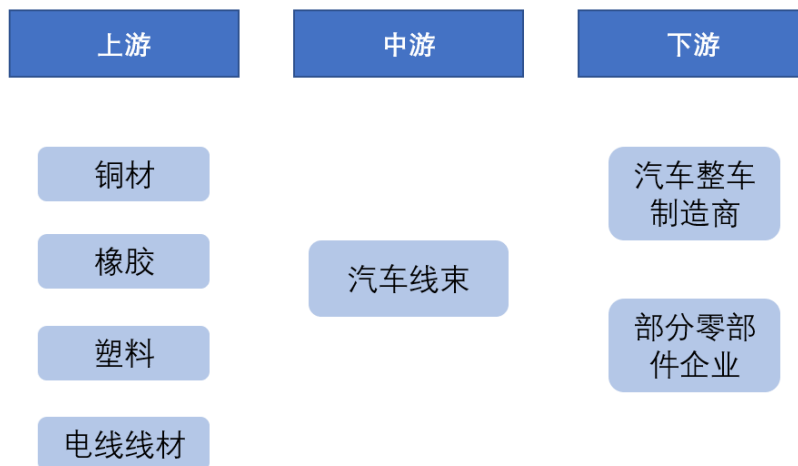 上游
中游
下游
铜材
橡胶
塑料
电线线材
汽车线束
汽车整车
制造商
部分零部
件企业